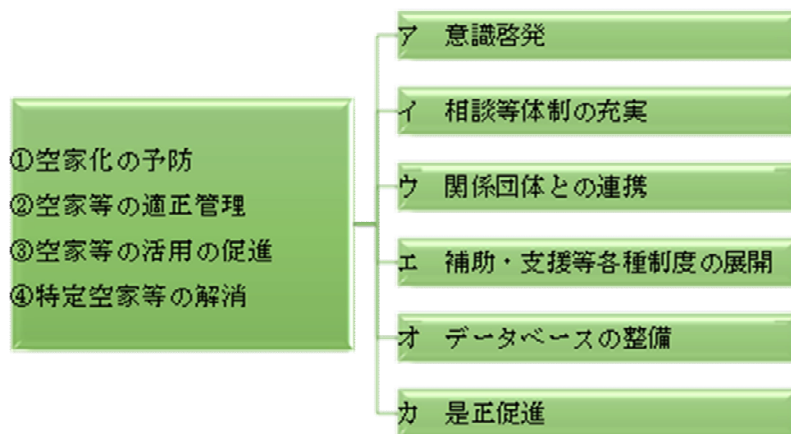 ①空家化の予防
②空家等の適正管理
③空家等の活用の促進
④特定空家等の解消
ア　意識啓発
イ　相談等体制の充実
ウ　関係団体との連携
エ　補助・支援等各種制度の展開
オ　データベースの整備
カ　是正促進